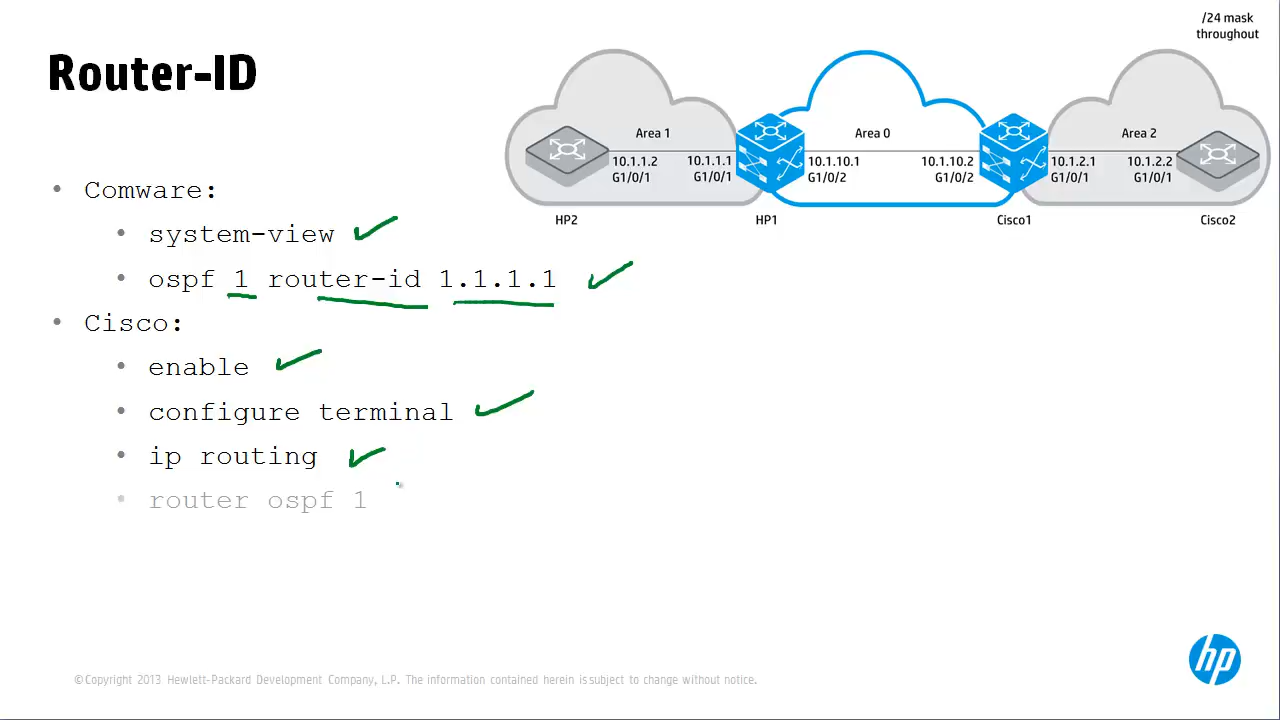 /24 mask
throughout
Router-ID
Area 1
Area 0
Area 2
10.1.1.2
G1/0/1
10.1.1.1
G1/0/1
10.1.10.1
G1/0/2
10.1.10.2
G1/0/2
10.1.2.1
G1/0/1
10.1.2.2
G1/0/1
HP2
HP1
Cisco1
Cisco2
• Comware:
• system-view
• ospf 1 router-id 1.1.1.1
• Cisco:
• enable
• configure terminal
• ip routing
• router ospf 1
hp
© Copyright 2013 Hewlett-Packard Development Company, L.P. The information contained herein is subject to change without notice.